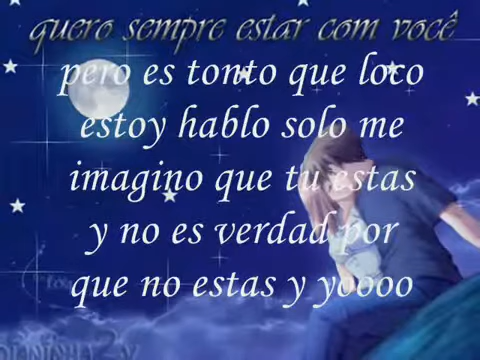 quero sempre estar com você
pero es tonto que loco
estoy hablo solo me
imagino que tu estas
y no es verdad por
que no estas y yoooo